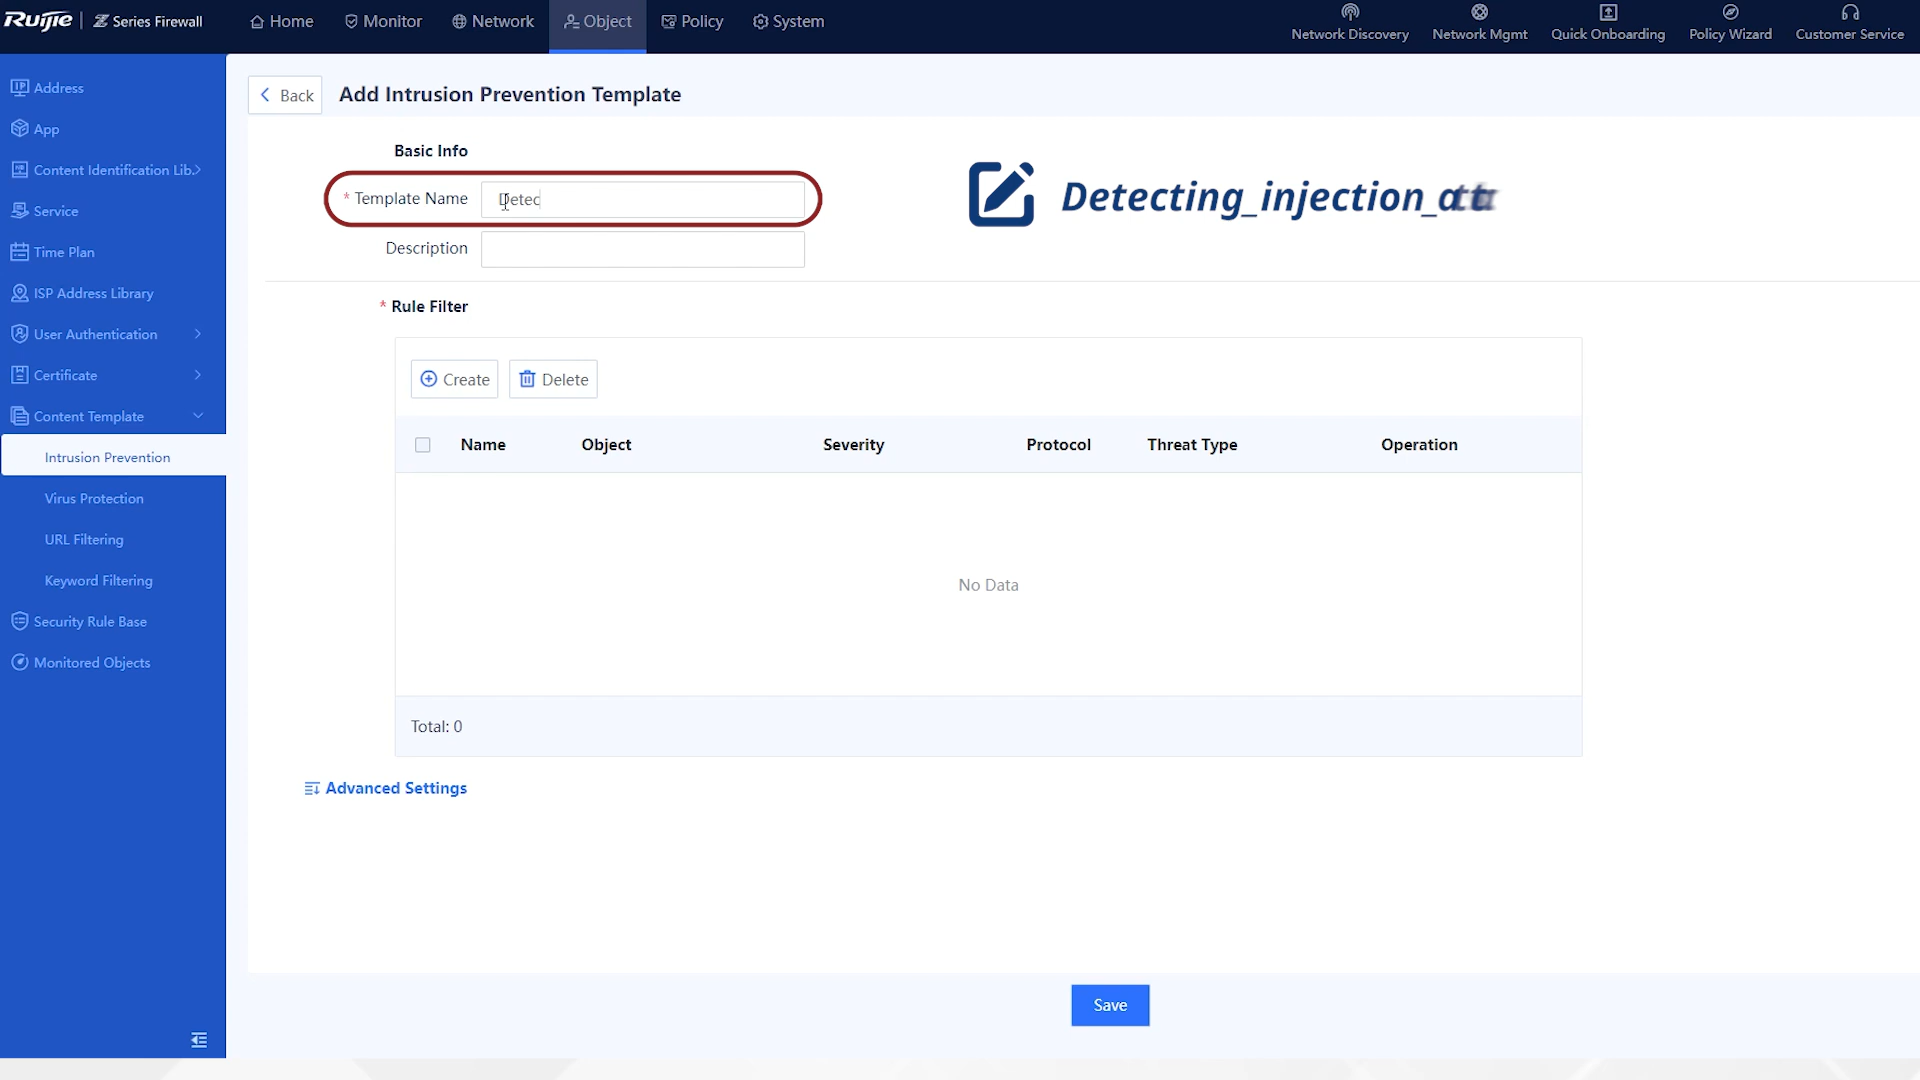 Ruijie | Z Series Firewall
Home Monitor Network Object Policy System
Network Discovery Network Mgmt Quick Onboarding Policy Wizard Customer Service
Address
App
Content Identification Lib.
Service
Time Plan
ISP Address Library
User Authentication
Certificate
Content Template
Intrusion Prevention
Virus Protection
URL Filtering
Keyword Filtering
Security Rule Base
Monitored Objects
Back Add Intrusion Prevention Template
Basic Info
* Template Name Detec
Description
Detecting_injection_att
* Rule Filter
Create Delete
Name Object Severity Protocol Threat Type Operation
No Data
Total: 0
Advanced Settings
Save